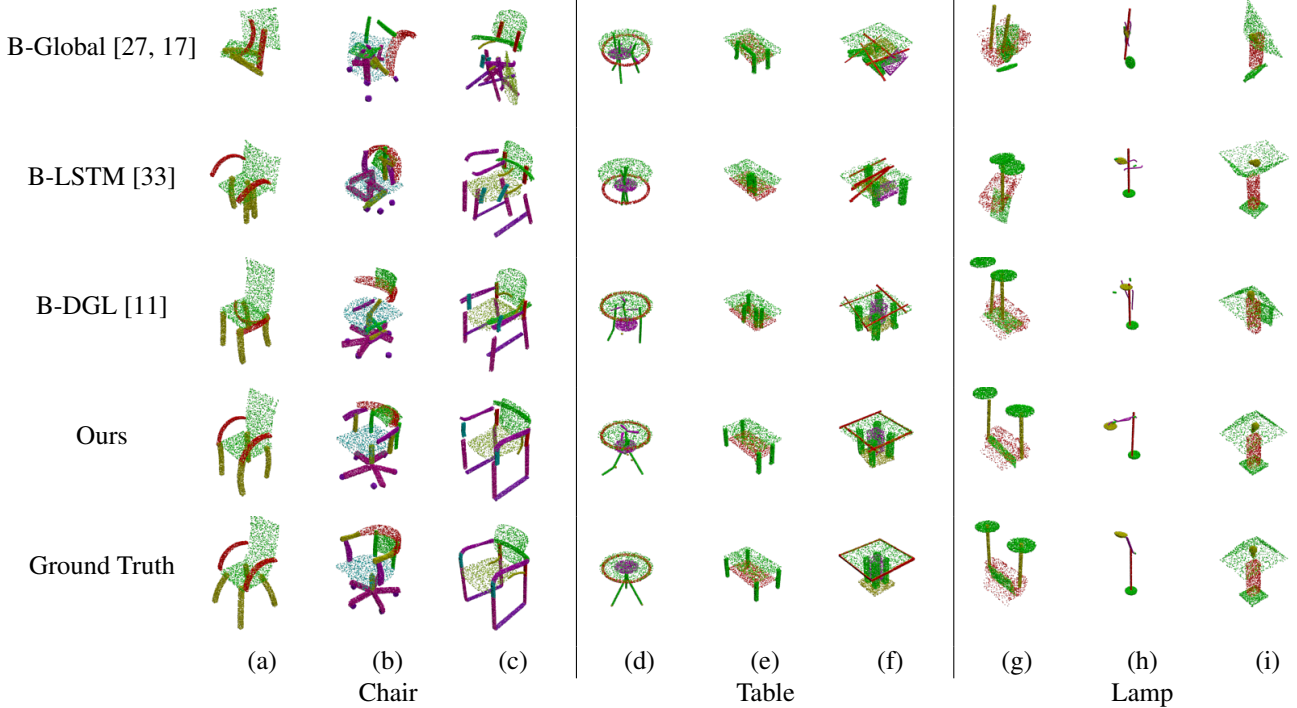 B-Global [27, 17]
B-LSTM [33]
B-DGL [11]
Ours
Ground Truth
(a) (b) (c) (d) (e) (f) (g) (h) (i)
Chair Table Lamp